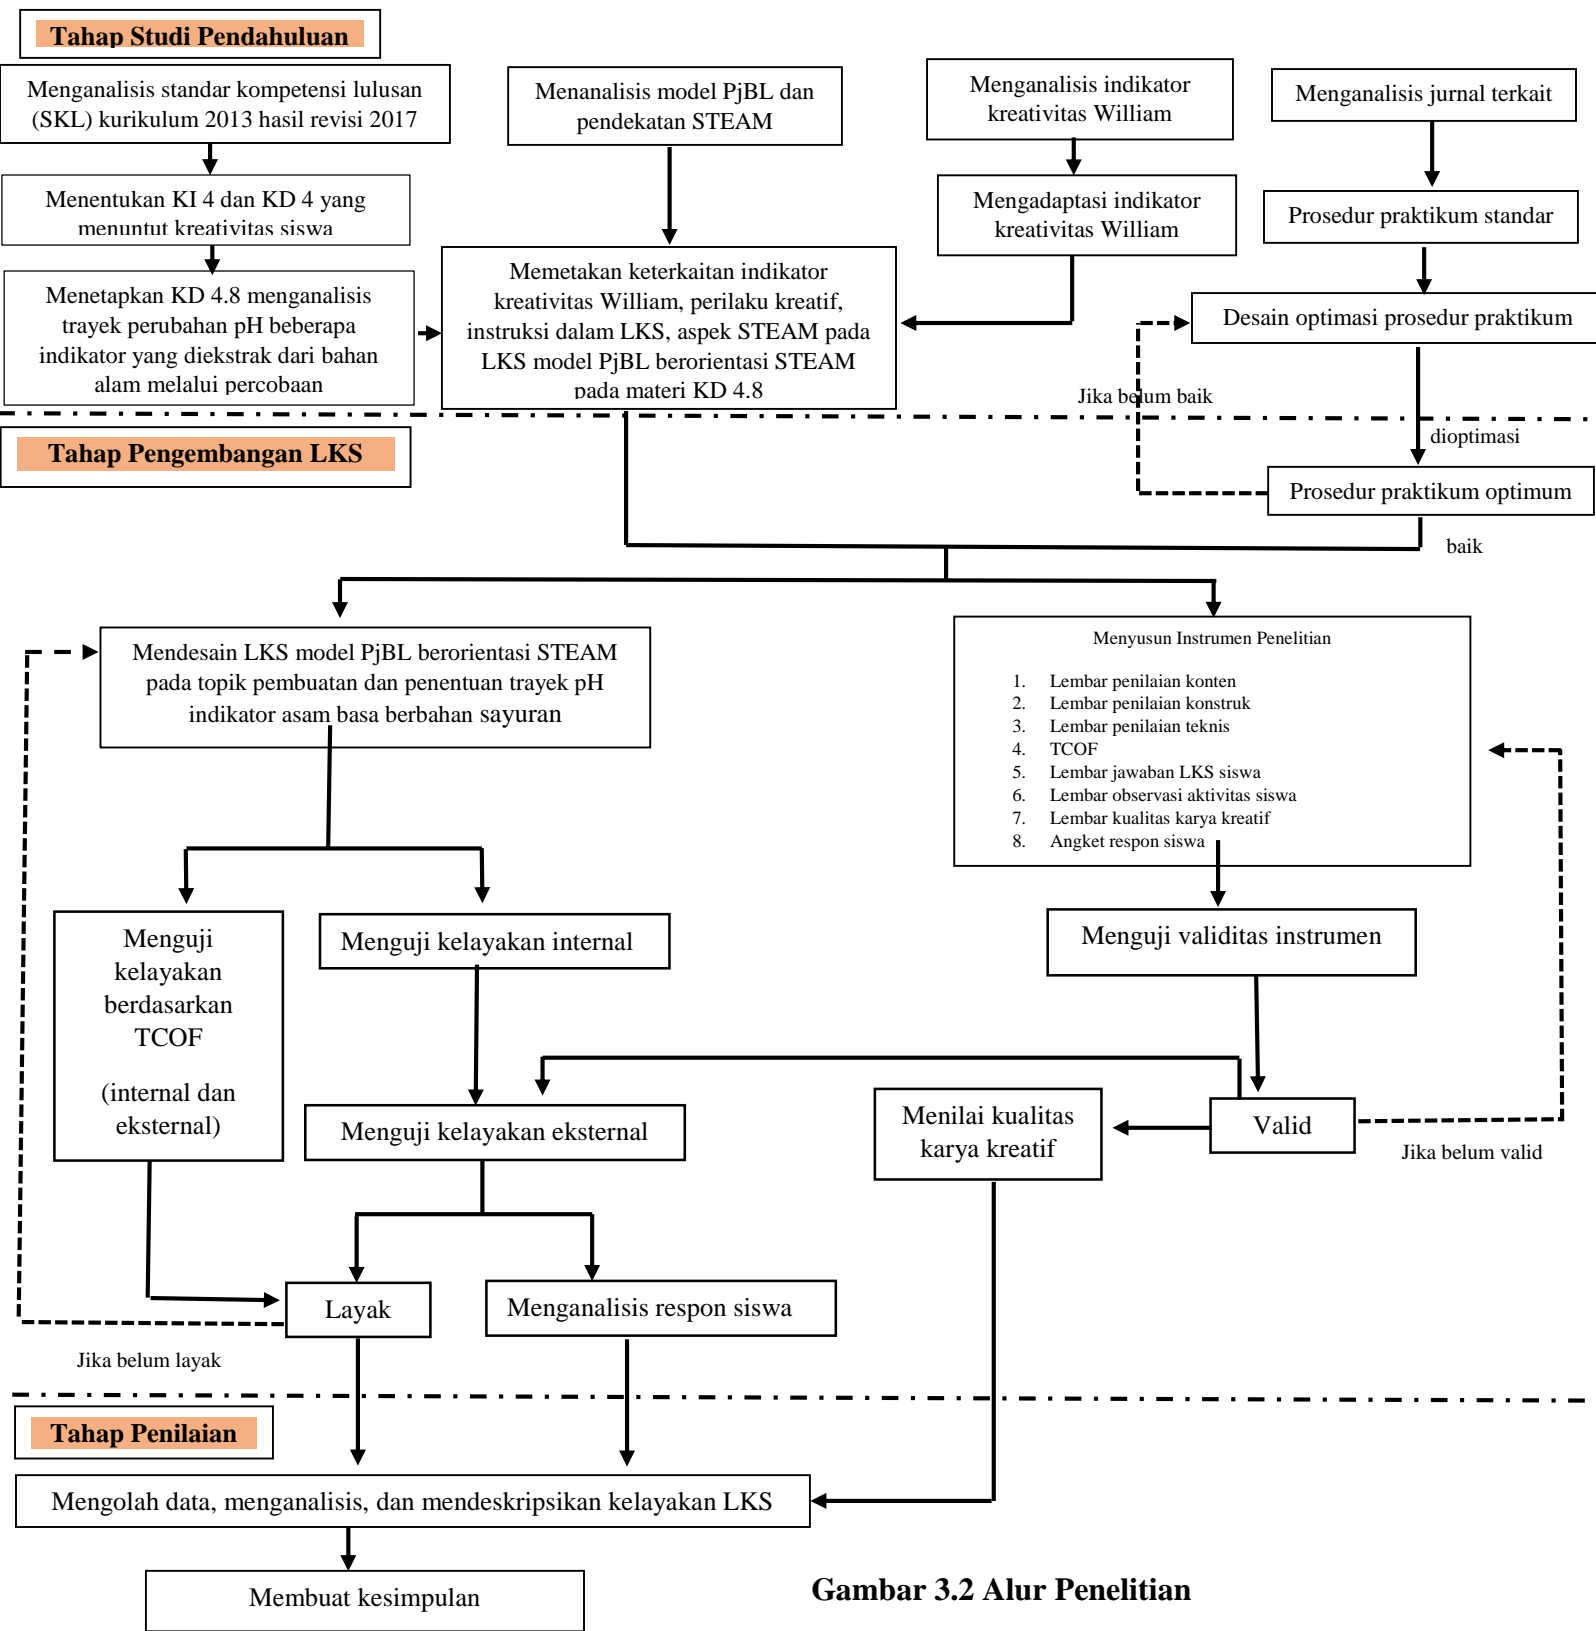 Tahap Studi Pendahuluan
Menganalisis standar kompetensi lulusan
(SKL) kurikulum 2013 hasil revisi 2017
Menanalisis model PjBL dan
pendekatan STEAM
Menganalisis indikator
kreativitas William
Menganalisis jurnal terkait
Menentukan KI 4 dan KD 4 yang
menuntut kreativitas siswa
Mengadaptasi indikator
kreativitas William
Prosedur praktikum standar
Menetapkan KD 4.8 menganalisis
trayek perubahan pH beberapa
indikator yang diekstrak dari bahan
alam melalui percobaan
Memetakan keterkaitan indikator
kreativitas William, perilaku kreatif,
instruksi dalam LKS, aspek STEAM pada
LKS model PjBL berorientasi STEAM
pada materi KD 4.8
Desain optimasi prosedur praktikum
Jika belum baik
dioptimasi
Tahap Pengembangan LKS
Prosedur praktikum optimum
baik
Mendesain LKS model PjBL berorientasi STEAM
pada topik pembuatan dan penentuan trayek pH
indikator asam basa berbahan sayuran
Menyusun Instrumen Penelitian
1. Lembar penilaian konten
2. Lembar penilaian konstruk
3. Lembar penilaian teknis
4. TCOF
5. Lembar jawaban LKS siswa
6. Lembar observasi aktivitas siswa
7. Lembar kualitas karya kreatif
8. Angket respon siswa
Menguji
kelayakan
berdasarkan
TCOF
(internal dan
eksternal)
Menguji kelayakan internal
Menguji validitas instrumen
Menguji kelayakan eksternal
Menilai kualitas
karya kreatif
Valid
Jika belum valid
Layak
Menganalisis respon siswa
Jika belum layak
Tahap Penilaian
Mengolah data, menganalisis, dan mendeskripsikan kelayakan LKS
Membuat kesimpulan
Gambar 3.2 Alur Penelitian